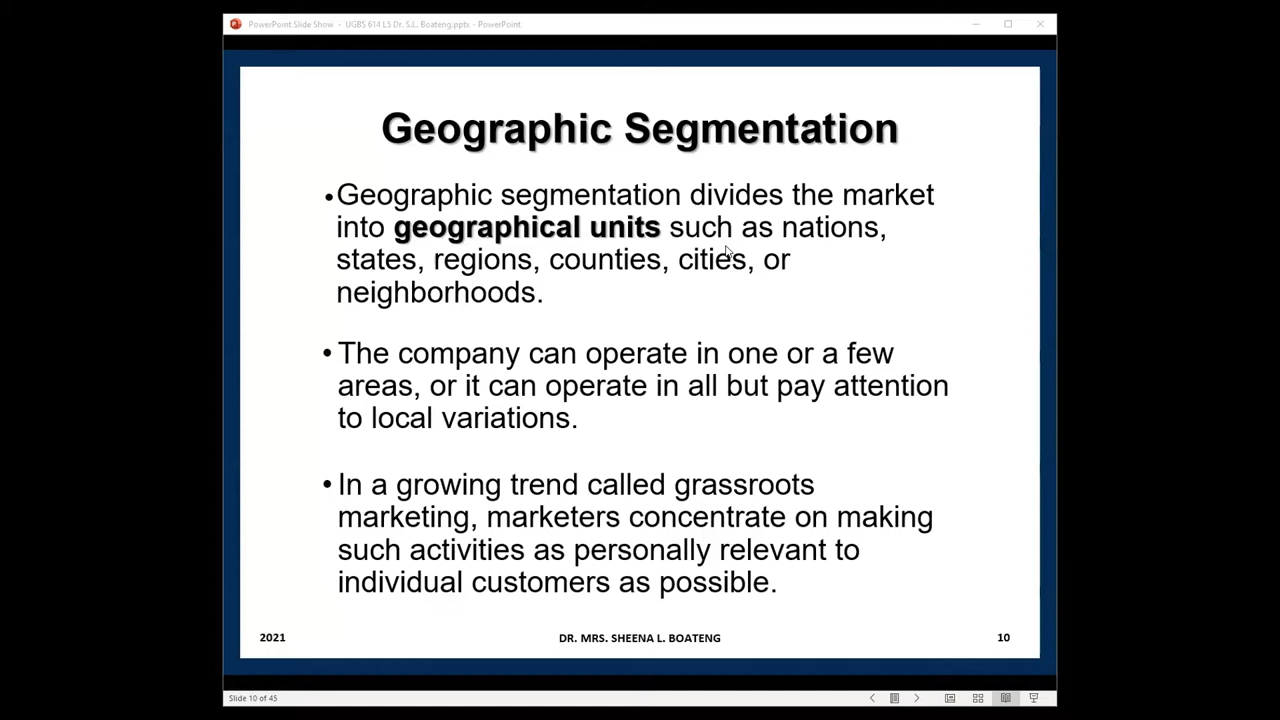 PowerPoint Slide Show - UGBS 614 L5 Dr. S.L. Boateng.pptx - PowerPoint
Geographic Segmentation
•Geographic segmentation divides the market
into geographical units such as nations,
states, regions, counties, cities, or
neighborhoods.
• The company can operate in one or a few
areas, or it can operate in all but pay attention
to local variations.
• In a growing trend called grassroots
marketing, marketers concentrate on making
such activities as personally relevant to
individual customers as possible.
2021 DR. MRS. SHEENA L. BOATENG 10
Slide 10 of 45